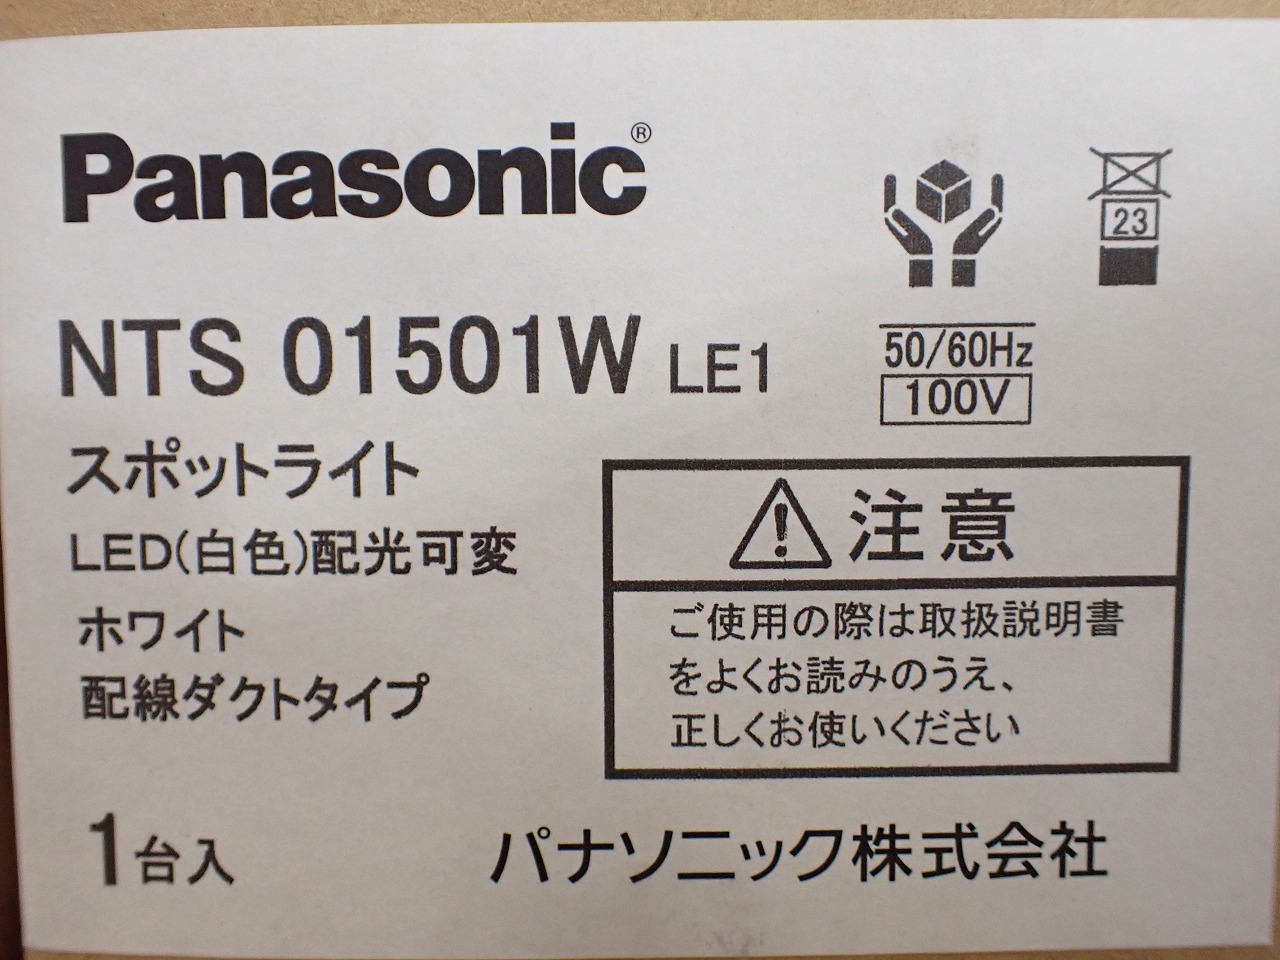 Panasonic®
NTS 01501W LE1
スポットライト
LED(白色)配光可変
ホワイト
配線ダクトタイプ
1台入
23
50/60Hz
100V
注意
ご使用の際は取扱説明書
をよくお読みのうえ、
正しくお使いください
パナソニック株式会社